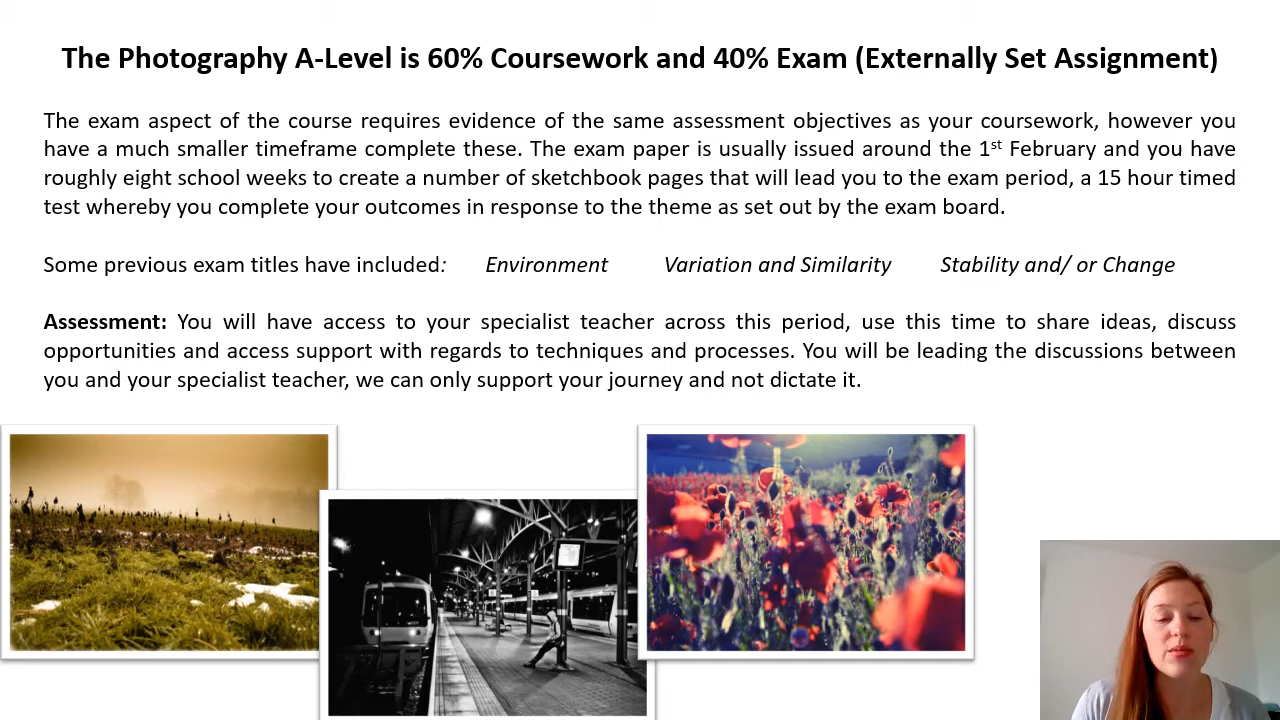 The Photography A-Level is 60% Coursework and 40% Exam (Externally Set Assignment)
The exam aspect of the course requires evidence of the same assessment objectives as your coursework, however you
have a much smaller timeframe complete these. The exam paper is usually issued around the 1st February and you have
roughly eight school weeks to create a number of sketchbook pages that will lead you to the exam period, a 15 hour timed
test whereby you complete your outcomes in response to the theme as set out by the exam board.
Some previous exam titles have included: Environment Variation and Similarity Stability and/ or Change
Assessment: You will have access to your specialist teacher across this period, use this time to share ideas, discuss
opportunities and access support with regards to techniques and processes. You will be leading the discussions between
you and your specialist teacher, we can only support your journey and not dictate it.